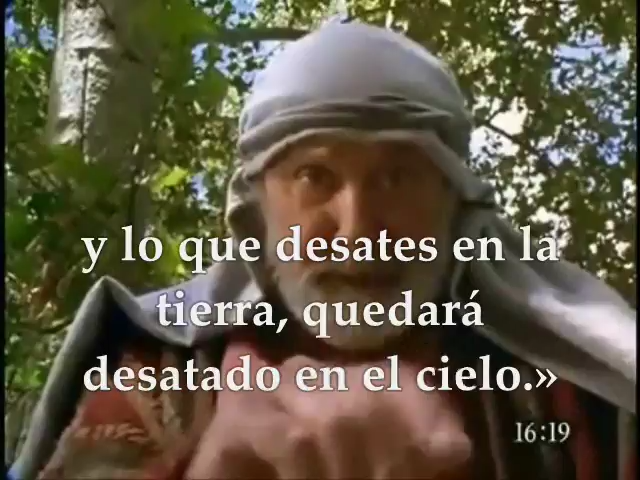 y lo que desates en la
tierra, quedará
desatado en el cielo.»
16:19